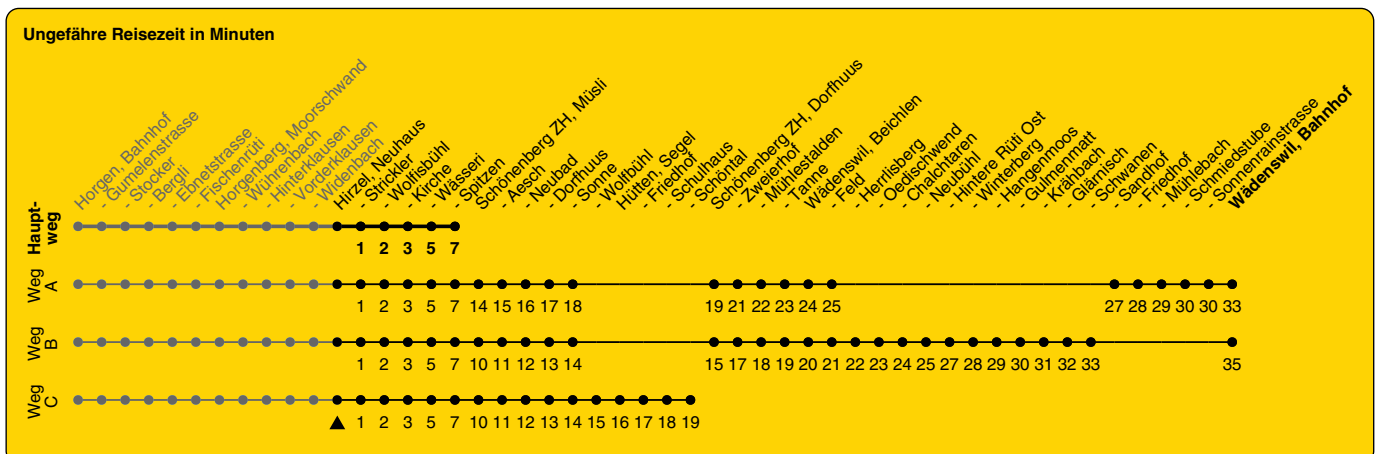 Ungefähre Reisezeit in Minuten
Horgen, Bahnhof
- Gumelenstrasse
- Stocker
- Bergli
- Ebnetstrasse
- Fischenrüti
Horgenberg, Moorschwand
- Wührenbach
- Hinterklausen
- Vorderklausen
- Widenbach
Hirzel, Neuhaus
- Strickler
- Wolfisbühl
- Kirche
- Wässeri
- Spitzen
Schönenberg ZH, Müsli
- Aesch
- Neubad
- Dorfhuus
- Sonne
- Wolfbühl
Hütten, Segel
- Friedhof
- Schulhaus
- Schöntal
Schönenberg ZH, Dorfhuus
- Zweierhof
- Mühlestalden
- Tanne
Wädenswil, Beichlen
- Feld
- Herrlisberg
- Oedischwend
- Chalchtaren
- Neubühl
- Hintere Rüti Ost
- Winterberg
- Hangenmoos
- Gulmenmatt
- Krähbach
- Glärnisch
- Schwanen
- Sandhof
- Friedhof
- Mühlebach
- Schmiedstube
- Sonnenrainstrasse
Wädenswil, Bahnhof
Haupt-
weg
1 2 3 5 7
Weg
A
1 2 3 5 7 14 15 16 17 18 19 21 22 23 24 25 27 28 29 30 30 33
Weg
B
1 2 3 5 7 10 11 12 13 14 15 17 18 19 20 21 22 23 24 25 27 28 29 30 31 32 33 35
Weg
C
1 2 3 5 7 10 11 12 13 14 15 16 17 18 19